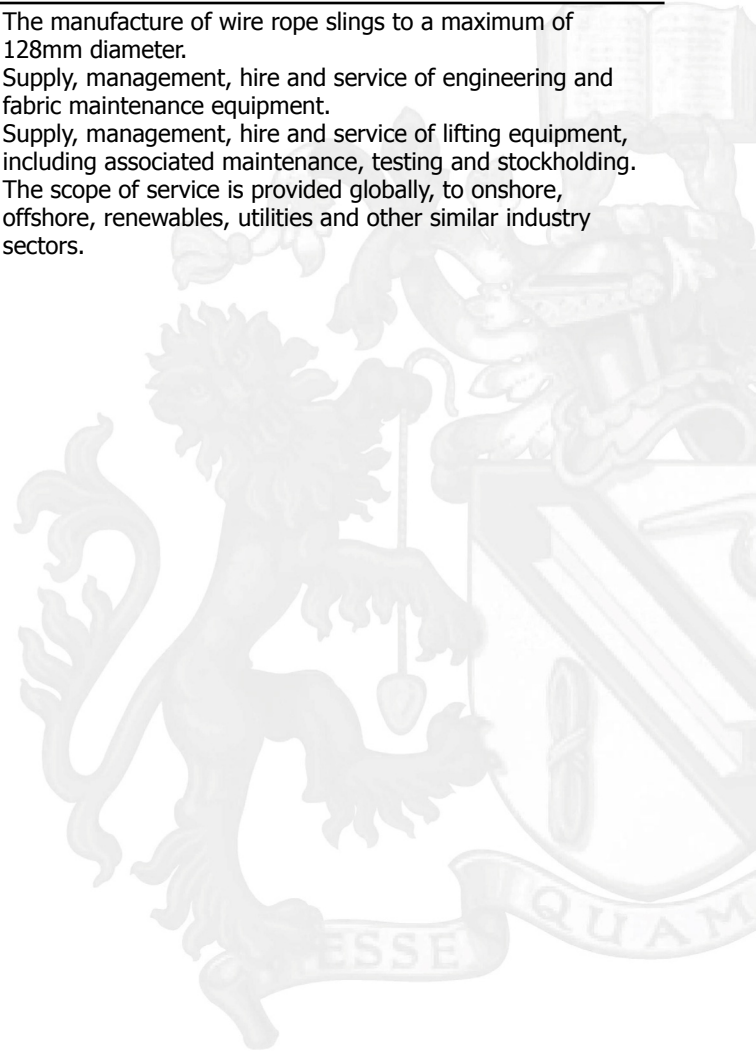 The manufacture of wire rope slings to a maximum of
128mm diameter.
Supply, management, hire and service of engineering and
fabric maintenance equipment.
Supply, management, hire and service of lifting equipment,
including associated maintenance, testing and stockholding.
The scope of service is provided globally, to onshore,
offshore, renewables, utilities and other similar industry
sectors.
ESSE QUAM